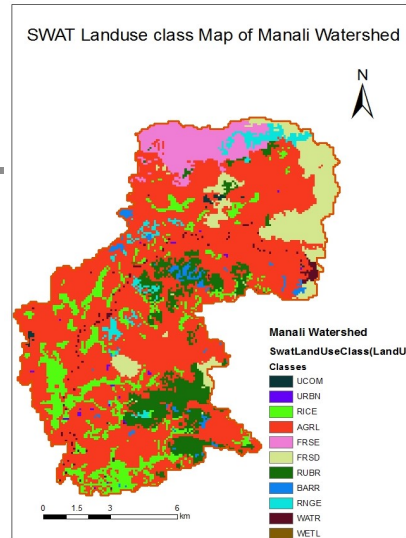 SWAT Landuse class Map of Manali Watershed
N
Manali Watershed
SwatLandUseClass(LandU
Classes
UCOM
URBN
RICE
AGRL
FRSE
FRSD
RUBR
BARR
RNGE
WATR
WETL
0 1.5 3 6
km